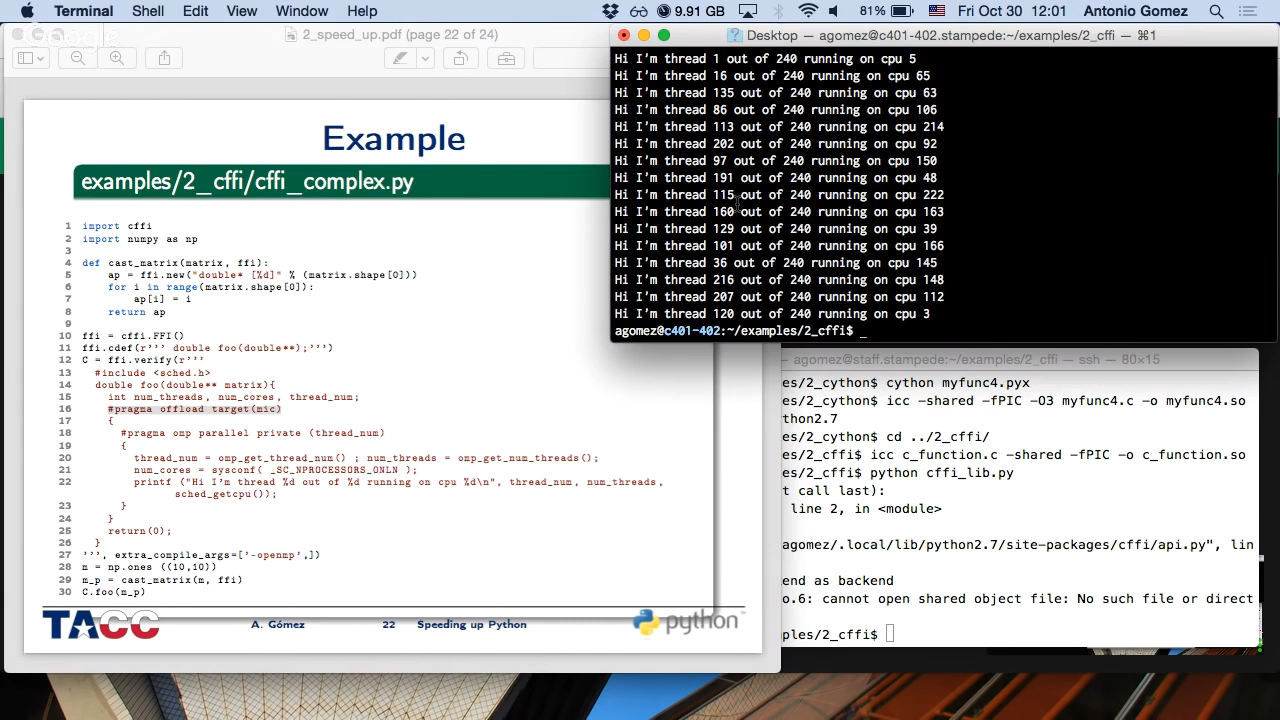 Terminal Shell Edit View Window Help 9.91 GB 81% Fri Oct 30 12:01 Antonio Gomez
Google
2_speed_up.pdf (page 22 of 24)
Example
examples/2_cffi/cffi_complex.py
1 import cffi
2 import numpy as np
3
4 def cast_matrix(matrix, ffi):
5 ap = ffi.new("double* [%d]" % (matrix.shape[0]))
6 for i in range(matrix.shape[0]):
7 ap[i] = i
8 return ap
9
10 ffi = cffi.FFI()
11 ffi.cdef(r''' double foo(double**);''')
12 C = ffi.verify(r'''
13 #include <sched.h>
14 double foo(double** matrix){
15 int num_threads, num_cores, thread_num;
16 #pragma offload target(mic)
17 {
18 #pragma omp parallel private (thread_num)
19 {
20 thread_num = omp_get_thread_num() ; num_threads = omp_get_num_threads();
21 num_cores = sysconf( _SC_NPROCESSORS_ONLN );
22 printf ("Hi I'm thread %d out of %d running on cpu %d\n", thread_num, num_threads,
sched_getcpu());
23 }
24 }
25 return(0);
26 }
27 ''', extra_compile_args=['-openmp',])
28 m = np.ones ((10,10))
29 m_p = cast_matrix(m, ffi)
30 C.foo(m_p)
TACC A. Gómez 22 Speeding up Python python
Desktop — agomez@c401-402.stampede:~/examples/2_cffi — ⌘1
Hi I'm thread 1 out of 240 running on cpu 5
Hi I'm thread 16 out of 240 running on cpu 65
Hi I'm thread 135 out of 240 running on cpu 63
Hi I'm thread 86 out of 240 running on cpu 106
Hi I'm thread 113 out of 240 running on cpu 214
Hi I'm thread 202 out of 240 running on cpu 92
Hi I'm thread 97 out of 240 running on cpu 150
Hi I'm thread 191 out of 240 running on cpu 48
Hi I'm thread 115 out of 240 running on cpu 222
Hi I'm thread 160 out of 240 running on cpu 163
Hi I'm thread 129 out of 240 running on cpu 39
Hi I'm thread 101 out of 240 running on cpu 166
Hi I'm thread 36 out of 240 running on cpu 145
Hi I'm thread 216 out of 240 running on cpu 148
Hi I'm thread 207 out of 240 running on cpu 112
Hi I'm thread 120 out of 240 running on cpu 3
agomez@c401-402:~/examples/2_cffi$ _
agomez@staff.stampede:~/examples/2_cffi — ssh — 80×15
es/2_cython$ cython myfunc4.pyx
es/2_cython$ icc -shared -fPIC -O3 myfunc4.c -o myfunc4.so
thon2.7
es/2_cython$ cd ../2_cffi/
es/2_cffi$ icc c_function.c -shared -fPIC -o c_function.so
es/2_cffi$ python cffi_lib.py
t call last):
line 2, in <module>
agomez/.local/lib/python2.7/site-packages/cffi/api.py", lin
end as backend
o.6: cannot open shared object file: No such file or direct
ples/2_cffi$